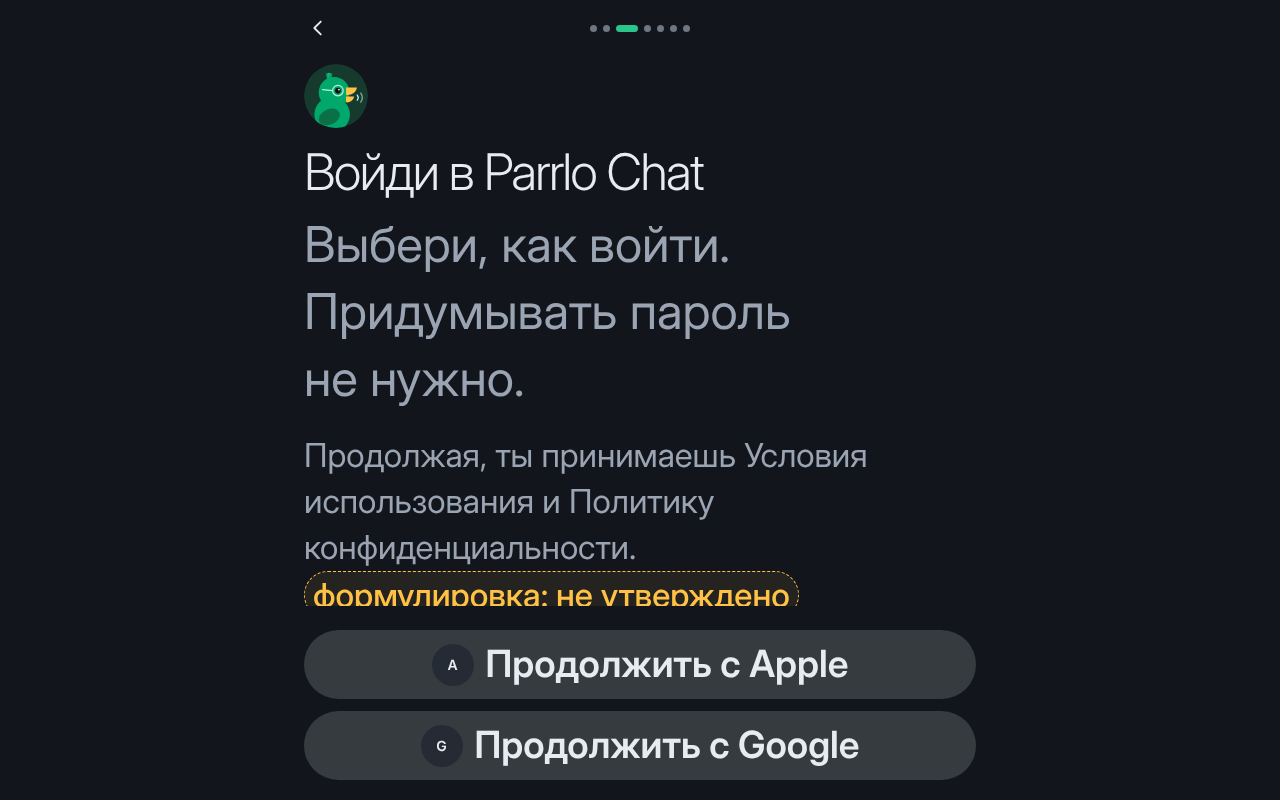 Войди в Parrlo Chat
Выбери, как войти.
Придумывать пароль
не нужно.
Продолжая, ты принимаешь Условия
использования и Политику
конфиденциальности.
формулировка: не утверждено
A Продолжить с Apple
G Продолжить с Google